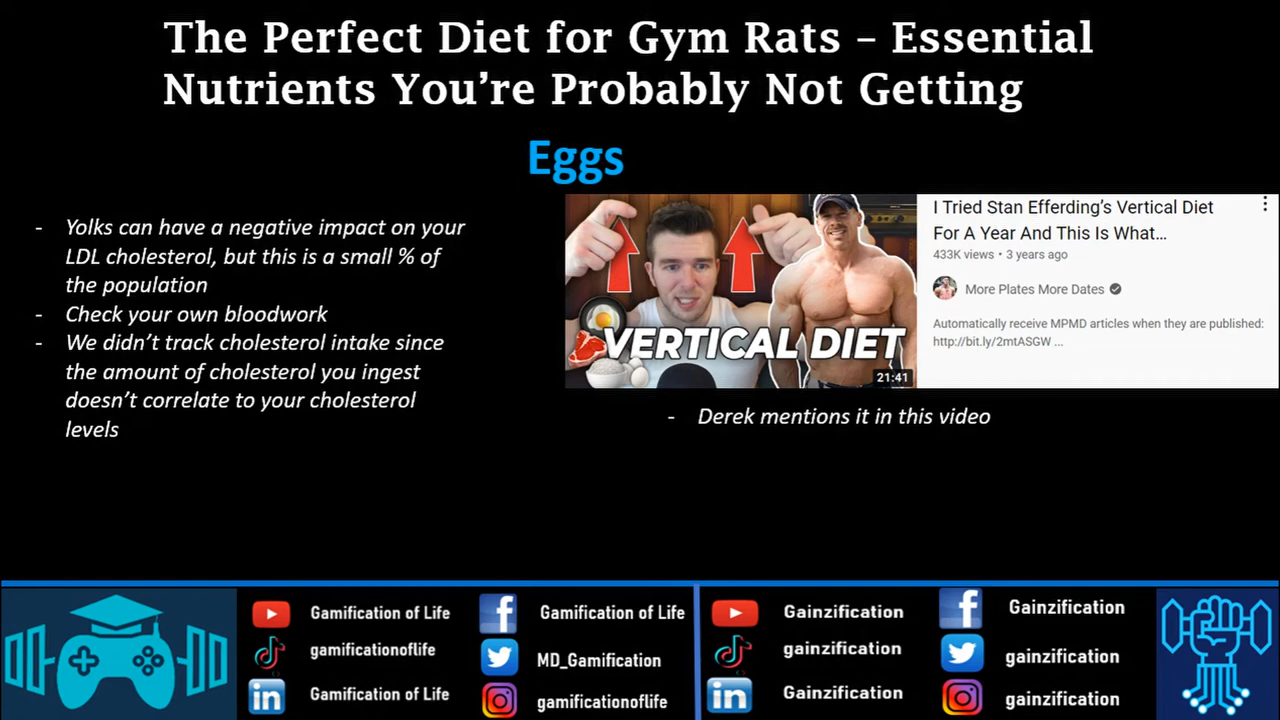 The Perfect Diet for Gym Rats – Essential
Nutrients You're Probably Not Getting
Eggs
- Yolks can have a negative impact on your
LDL cholesterol, but this is a small % of
the population
- Check your own bloodwork
- We didn't track cholesterol intake since
the amount of cholesterol you ingest
doesn't correlate to your cholesterol
levels
VERTICAL DIET
21:41
I Tried Stan Efferding's Vertical Diet
For A Year And This Is What...
433K views • 3 years ago
More Plates More Dates
Automatically receive MPMD articles when they are published:
http://bit.ly/2mtASGW ...
- Derek mentions it in this video
Gamification of Life
gamificationoflife
in Gamification of Life
Gamification of Life
MD_Gamification
gamificationoflife
Gainzification
gainzification
in Gainzification
Gainzification
gainzification
gainzification